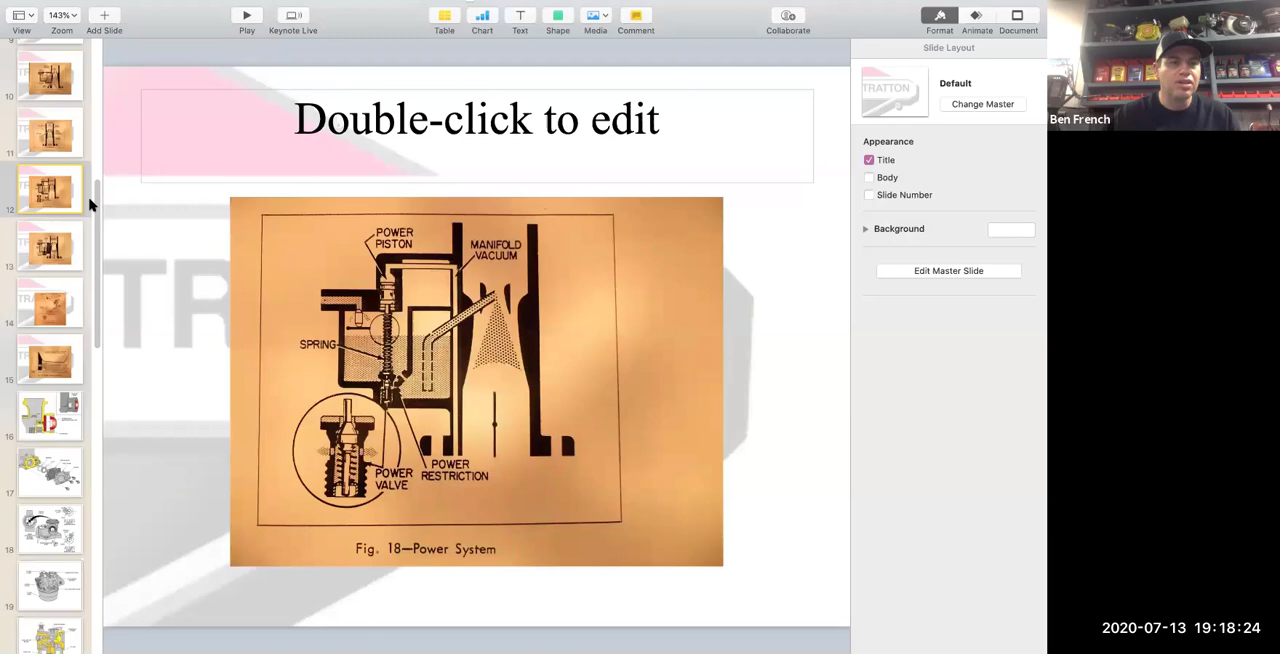 143%
View
Zoom
Add Slide
Play
Keynote Live
Table
Chart
Text
Shape
Media
Comment
Collaborate
Format
Animate
Document
Slide Layout
TRATTON
Default
Change Master
Appearance
Title
Body
Slide Number
Background
Edit Master Slide
Ben French
9
10
11
12
13
14
15
16
17
18
19
Double-click to edit
TR
POWER
PISTON
MANIFOLD
VACUUM
SPRING
POWER
VALVE
POWER
RESTRICTION
Fig. 18—Power System
2020-07-13 19:18:24